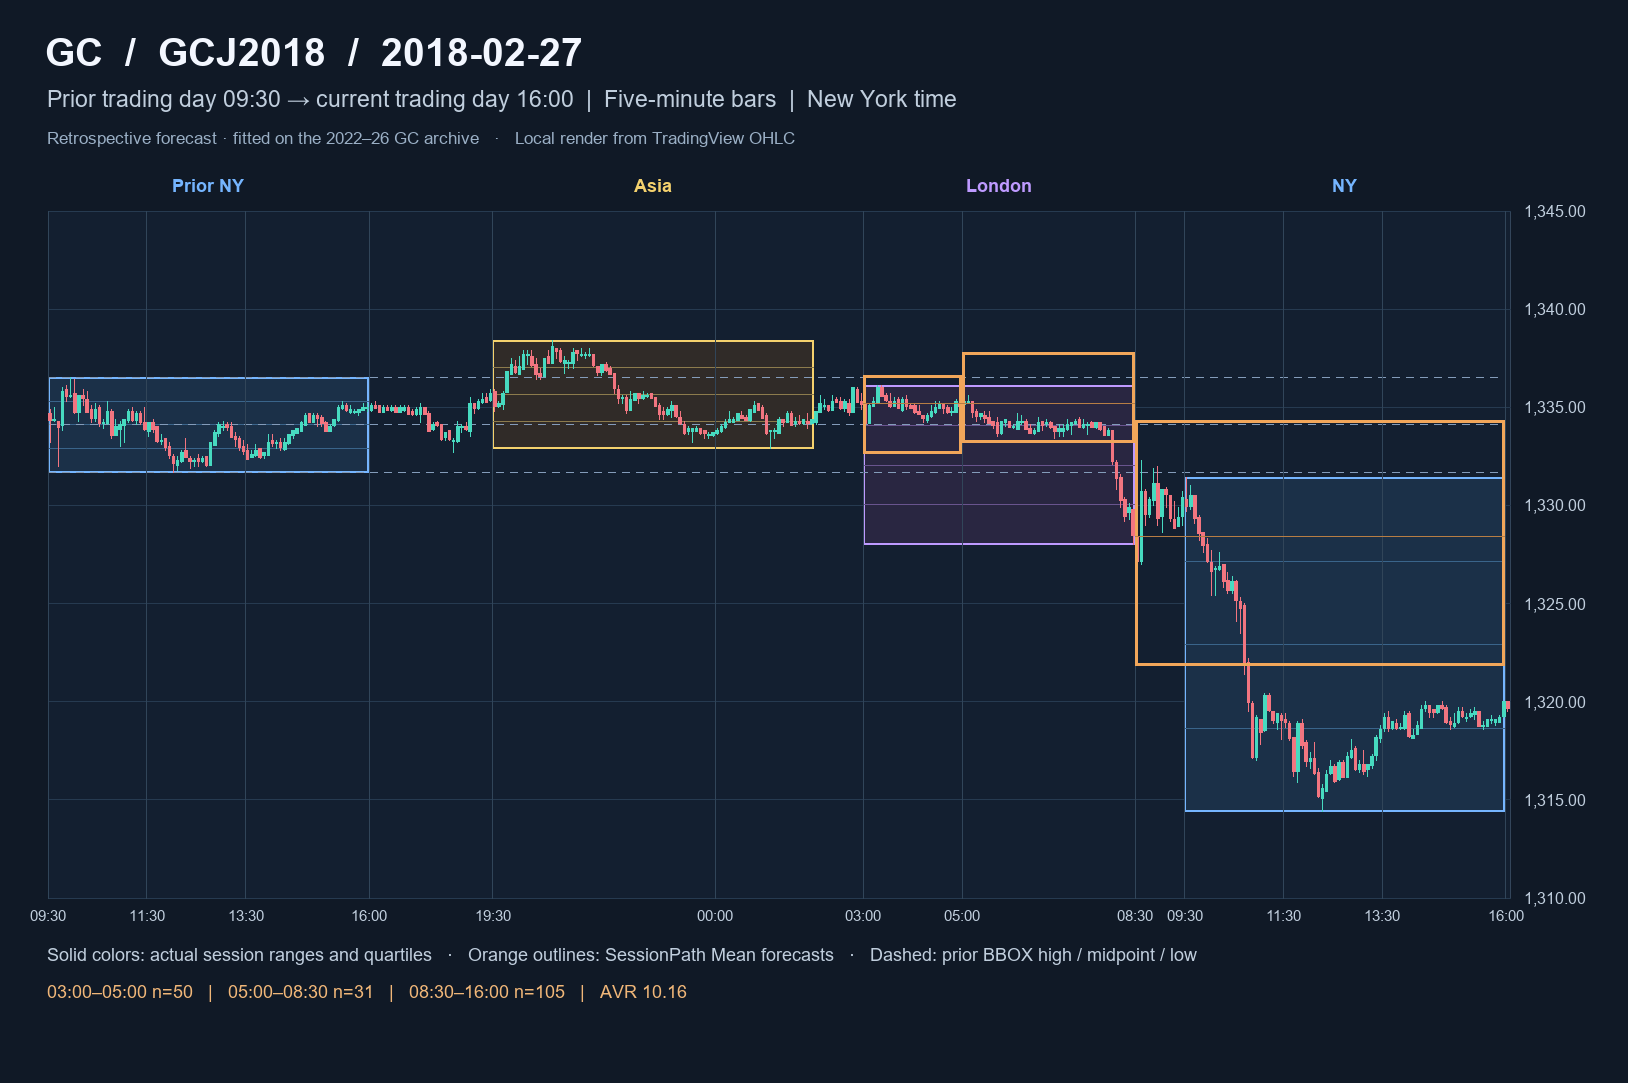 GC / GCJ2018 / 2018-02-27
Prior trading day 09:30 → current trading day 16:00 | Five-minute bars | New York time
Retrospective forecast · fitted on the 2022–26 GC archive · Local render from TradingView OHLC
Prior NY Asia London NY
1,345.00
1,340.00
1,335.00
1,330.00
1,325.00
1,320.00
1,315.00
1,310.00
09:30 11:30 13:30 16:00 19:30 00:00 03:00 05:00 08:30 09:30 11:30 13:30 16:00
Solid colors: actual session ranges and quartiles · Orange outlines: SessionPath Mean forecasts · Dashed: prior BBOX high / midpoint / low
03:00–05:00 n=50 | 05:00–08:30 n=31 | 08:30–16:00 n=105 | AVR 10.16